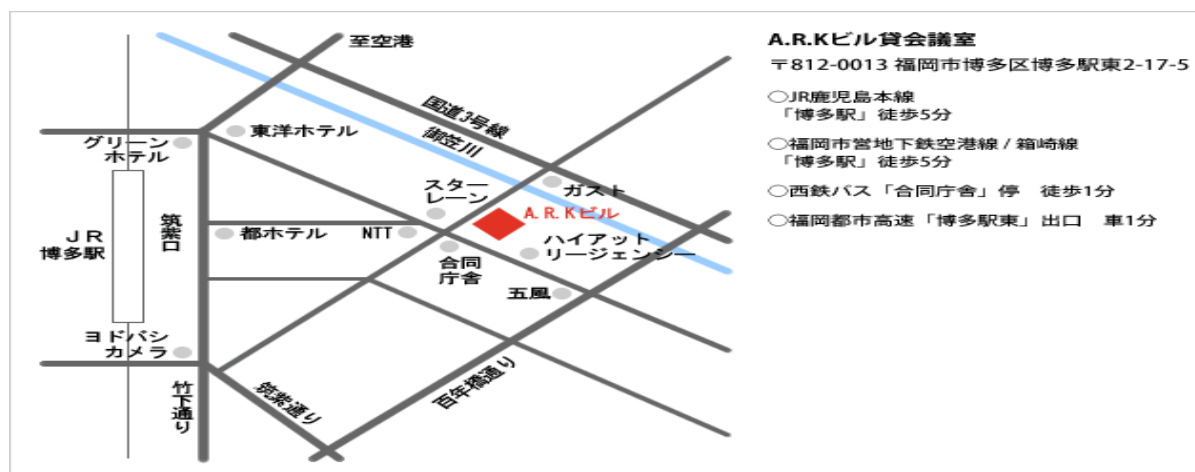 至空港
国道3号線
御笠川
東洋ホテル
グリーン
ホテル
スター
レーン
ガスト
A.R.Kビル
筑紫口
JR
博多駅
都ホテル
NTT
合同
庁舎
ハイアット
リージェンシー
五風
ヨドバシ
カメラ
竹下通り
筑紫通り
百年橋通り
A.R.Kビル貸会議室
〒812-0013 福岡市博多区博多駅東2-17-5
○JR鹿児島本線
「博多駅」徒歩5分
○福岡市営地下鉄空港線 / 箱崎線
「博多駅」徒歩5分
○西鉄バス「合同庁舎」停 徒歩1分
○福岡都市高速「博多駅東」出口 車1分